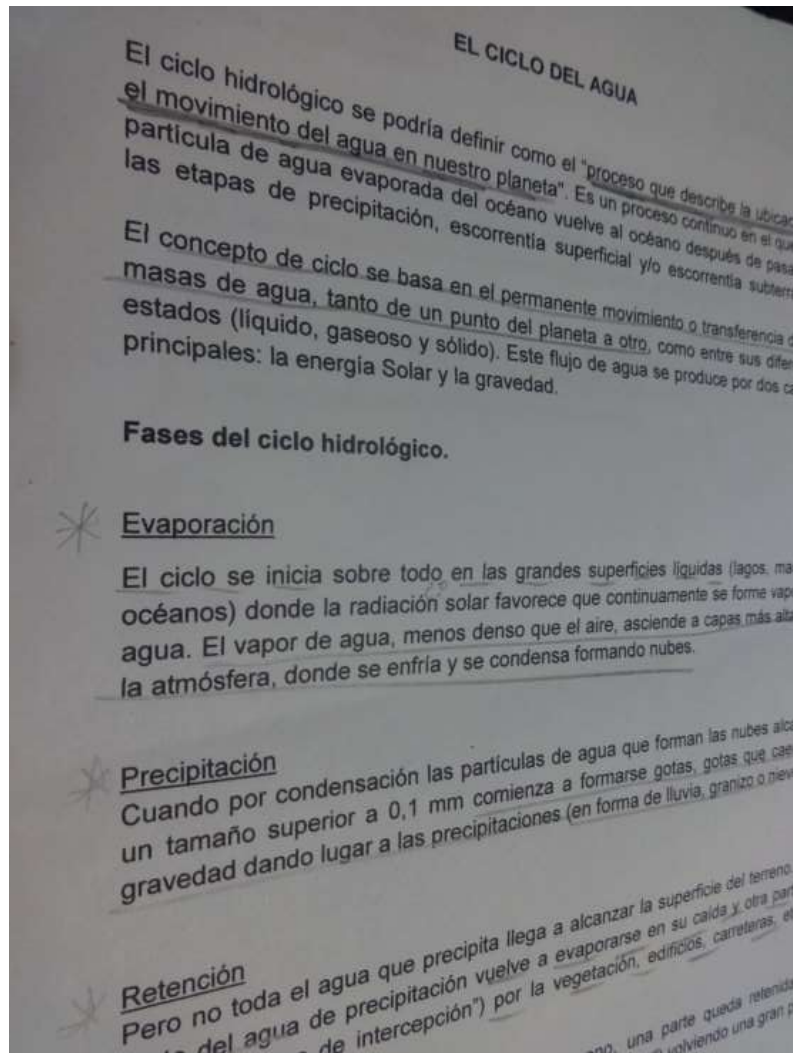 EL CICLO DEL AGUA
El ciclo hidrológico se podría definir como el "proceso que describe la
el movimiento del agua en nuestro planeta". Es un proceso continuo en el
partícula de agua evaporada del océano vuelve al océano después de
las etapas de precipitación, escorrentía superficial y/o escorrentía
El concepto de ciclo se basa en el permanente movimiento o transferencia
masas de agua, tanto de un punto del planeta a otro, como entre sus
estados (líquido, gaseoso y sólido). Este flujo de agua se produce por dos
principales: la energía Solar y la gravedad.
Fases del ciclo hidrológico.
Evaporación
El ciclo se inicia sobre todo en las grandes superficies líquidas (lagos,
océanos) donde la radiación solar favorece que continuamente se forme
agua. El vapor de agua, menos denso que el aire, asciende a capas más
la atmósfera, donde se enfría y se condensa formando nubes.
Precipitación
Cuando por condensación las partículas de agua que forman las nubes
un tamaño superior a 0,1 mm comienza a formarse gotas, gotas que
gravedad dando lugar a las precipitaciones (en forma de lluvia, granizo o
Retención
Pero no toda el agua que precipita llega a alcanzar la superficie del terreno.
del agua de precipitación vuelve a evaporarse en su caída y otra
de intercepción") por la vegetación, edificios, carreteras,
una parte queda
volviendo una gran